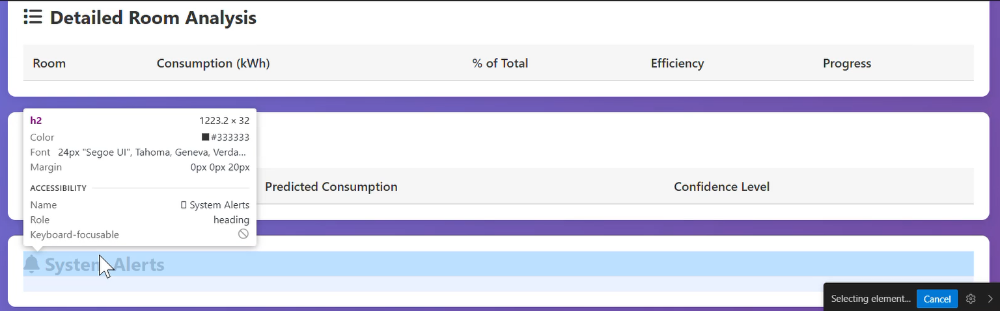 Detailed Room Analysis
Room Consumption (kWh) % of Total Efficiency Progress
h2 1223.2 × 32
Color #333333
Font 24px "Segoe UI", Tahoma, Geneva, Verda...
Margin 0px 0px 20px
ACCESSIBILITY
Name System Alerts
Role heading
Keyboard-focusable
Predicted Consumption Confidence Level
System Alerts
Selecting element... Cancel